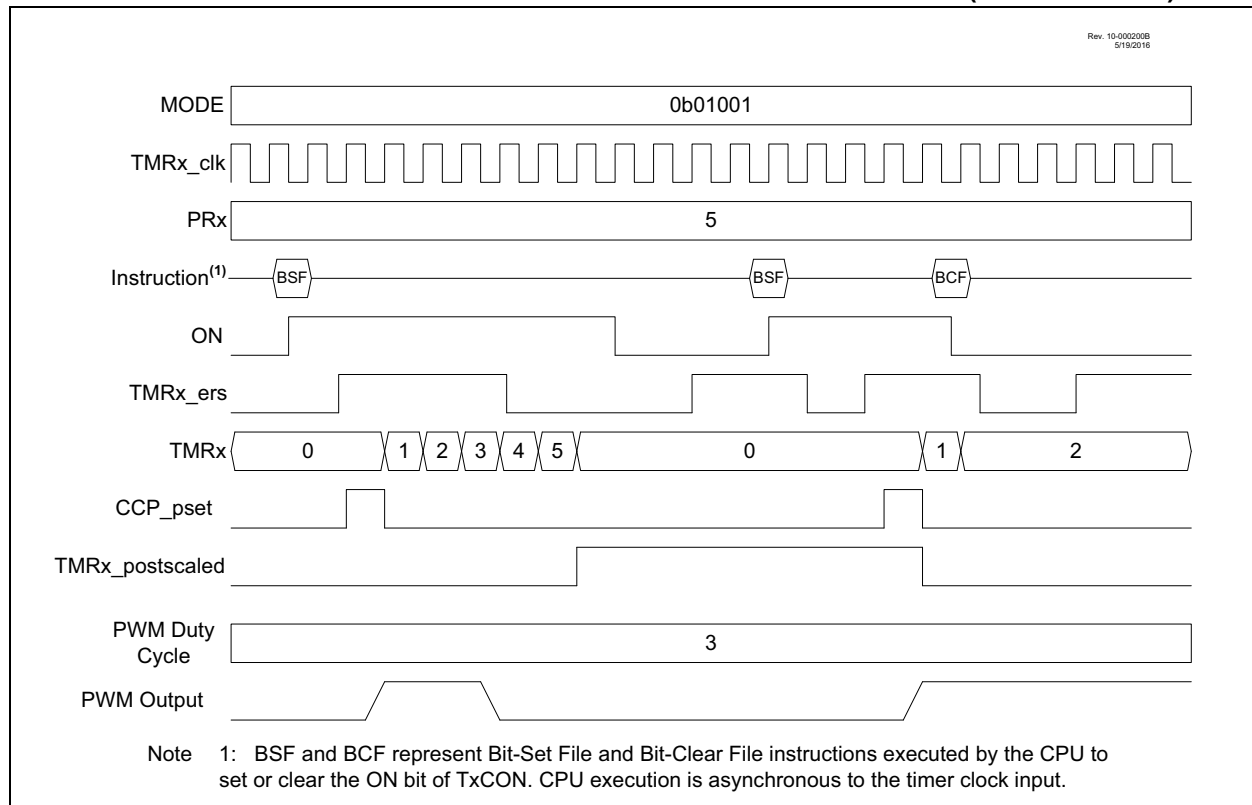 Rev. 10-000200B
5/19/2016
MODE 0b01001
TMRx_clk
PRx 5
Instruction(1) BSF BSF BCF
ON
TMRx_ers
TMRx 0 1 2 3 4 5 0 1 2
CCP_pset
TMRx_postscaled
PWM Duty
Cycle 3
PWM Output
Note 1: BSF and BCF represent Bit-Set File and Bit-Clear File instructions executed by the CPU to
set or clear the ON bit of TxCON. CPU execution is asynchronous to the timer clock input.